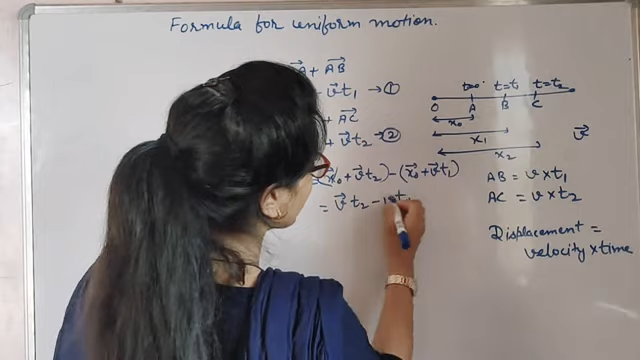 Formula for uniform motion.
A + AB
vt₁ → ①
+ AC
+ vt₂ → ②
(x₀ + vt₂) - (x₀ + vt₁)
= vt₂ - vt
t=0 t=t₁ t=t₂
O A B C
x₀
x₁
x₂
v
AB = v×t₁
AC = v×t₂
Displacement =
velocity × time